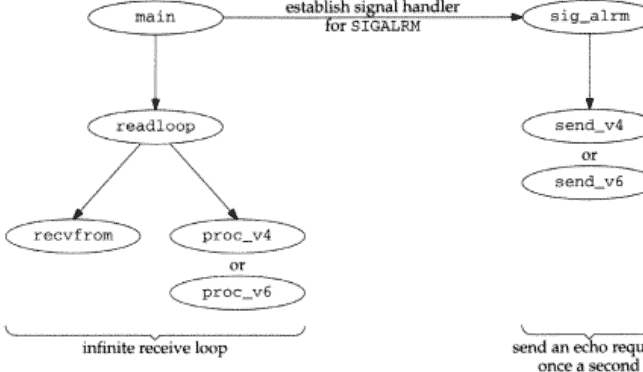 main
establish signal handler
for SIGALRM
sig_alrm
readloop
send_v4
or
send_v6
recvfrom
proc_v4
or
proc_v6
infinite receive loop
send an echo requ
once a second